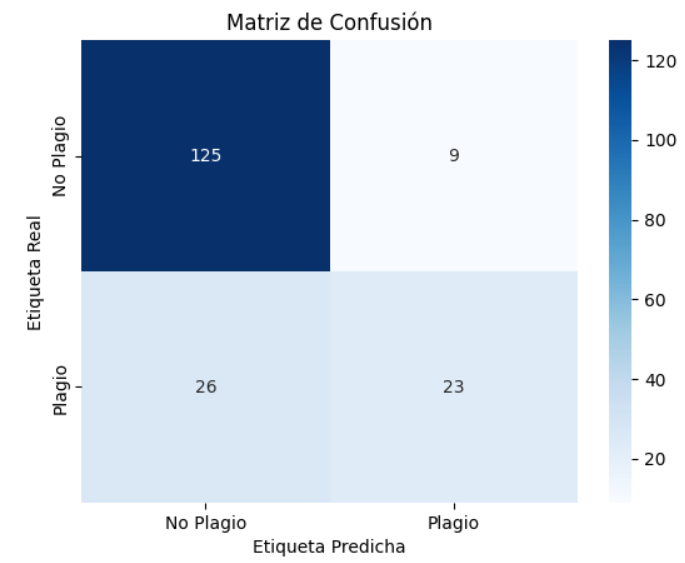 Matriz de Confusión
No Plagio
Plagio
Etiqueta Real
125
9
26
23
No Plagio
Plagio
Etiqueta Predicha
120
100
80
60
40
20